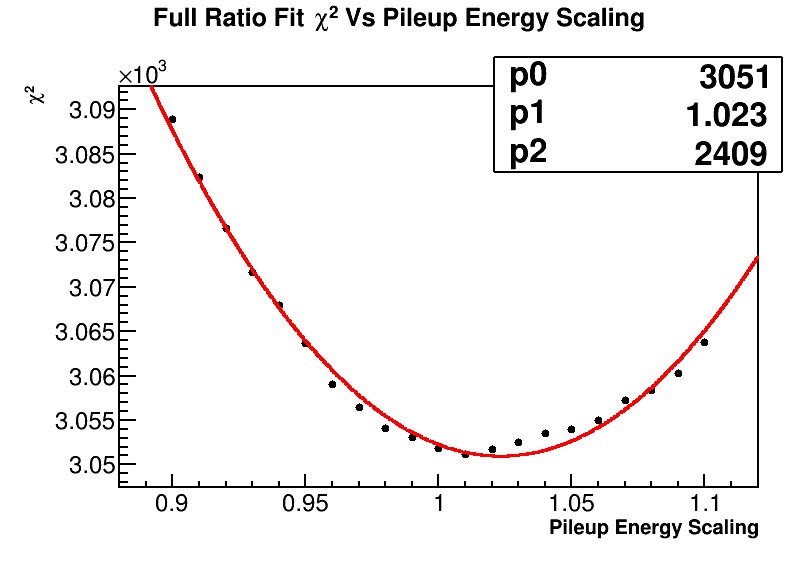 Full Ratio Fit χ² Vs Pileup Energy Scaling
×10³
χ²
p0 3051
p1 1.023
p2 2409
3.09
3.085
3.08
3.075
3.07
3.065
3.06
3.055
3.05
0.9 0.95 1 1.05 1.1
Pileup Energy Scaling